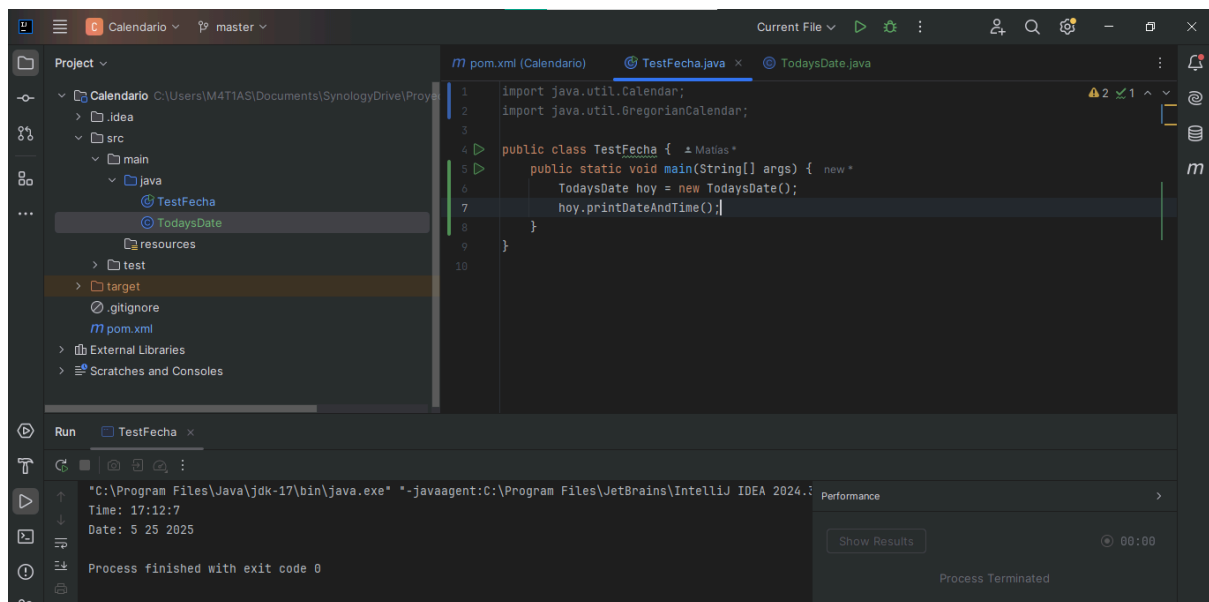 C Calendario master Current File
Project
m pom.xml (Calendario) TestFecha.java × TodaysDate.java
Calendario C:\Users\M4T1AS\Documents\SynologyDrive\Proye
.idea
src
main
java
TestFecha
TodaysDate
resources
test
target
.gitignore
m pom.xml
External Libraries
Scratches and Consoles
1 import java.util.Calendar;
2 import java.util.GregorianCalendar;
3
4 public class TestFecha { Matías *
5 public static void main(String[] args) { new *
6 TodaysDate hoy = new TodaysDate();
7 hoy.printDateAndTime();
8 }
9 }
10
2 1
m
Run TestFecha ×
"C:\Program Files\Java\jdk-17\bin\java.exe" "-javaagent:C:\Program Files\JetBrains\IntelliJ IDEA 2024.3
Time: 17:12:7
Date: 5 25 2025
Process finished with exit code 0
Performance
Show Results 00:00
Process Terminated